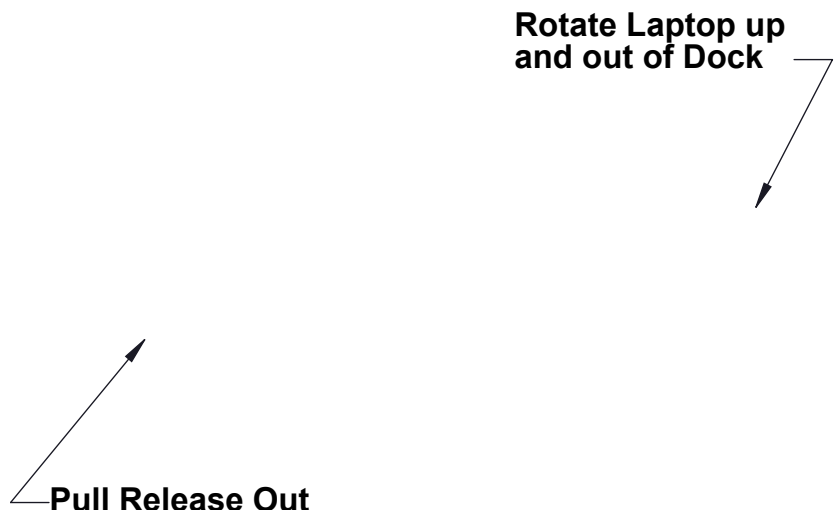 Rotate Laptop up
and out of Dock
Pull Release Out